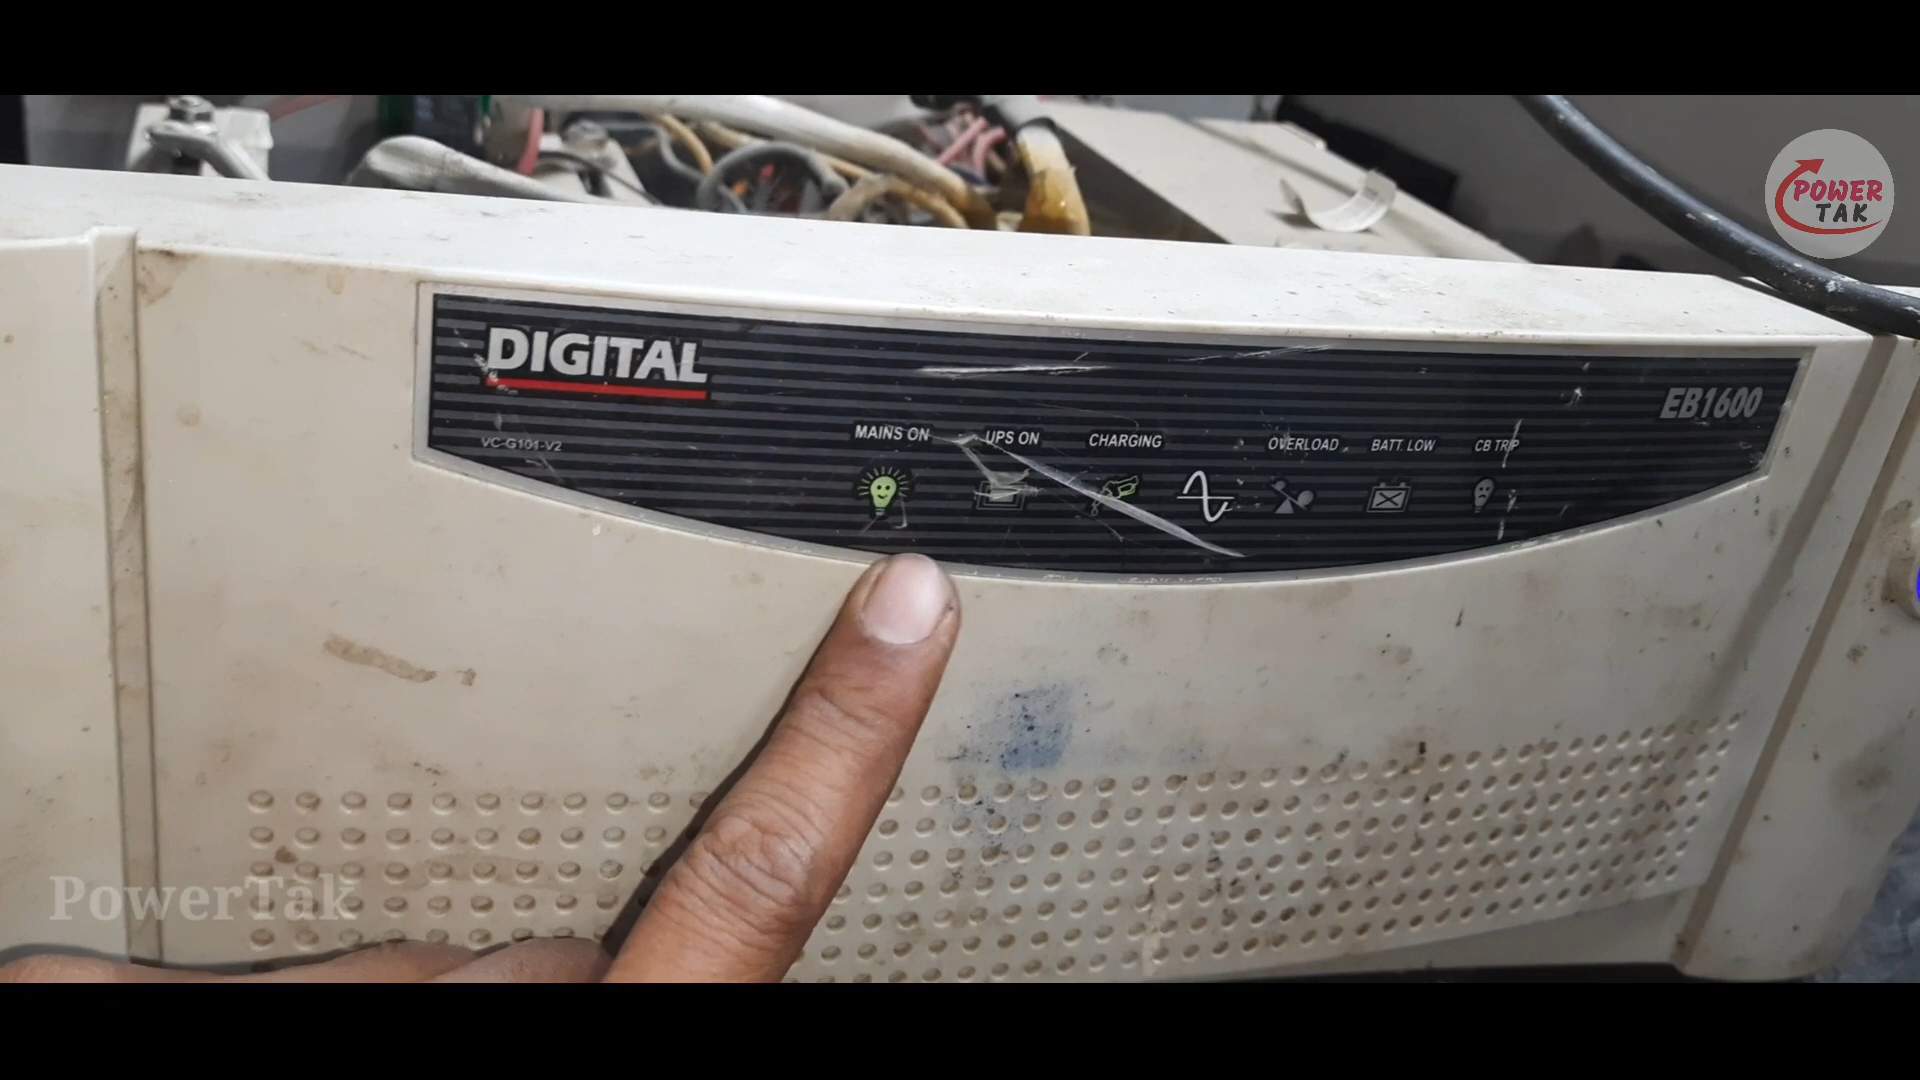 POWER
TAK
DIGITAL
EB1600
VC-G101-V2
MAINS ON
UPS ON
CHARGING
OVERLOAD
BATT. LOW
CB TRIP
PowerTak